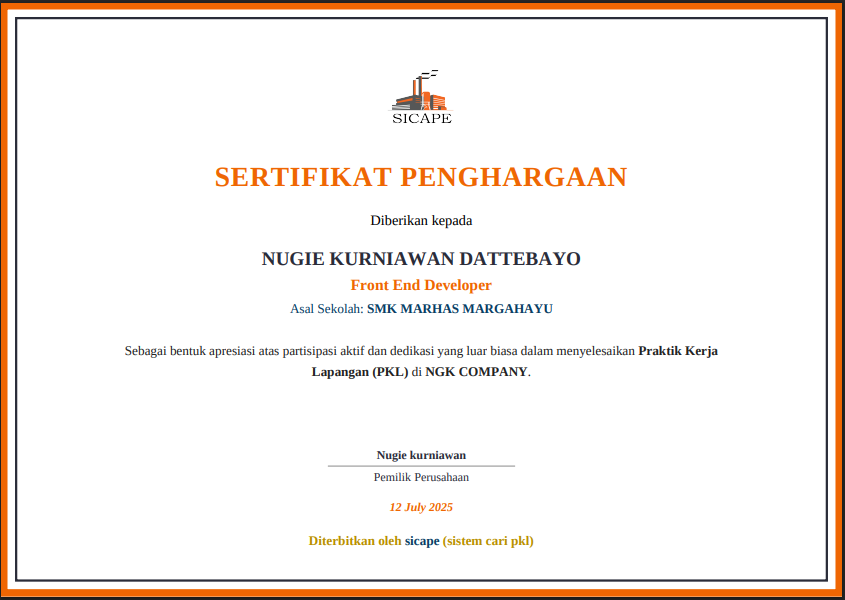 SICAPE
SERTIFIKAT PENGHARGAAN
Diberikan kepada
NUGIE KURNIAWAN DATTEBAYO
Front End Developer
Asal Sekolah: SMK MARHAS MARGAHAYU
Sebagai bentuk apresiasi atas partisipasi aktif dan dedikasi yang luar biasa dalam menyelesaikan Praktik Kerja
Lapangan (PKL) di NGK COMPANY.
Nugie kurniawan
Pemilik Perusahaan
12 July 2025
Diterbitkan oleh sicape (sistem cari pkl)